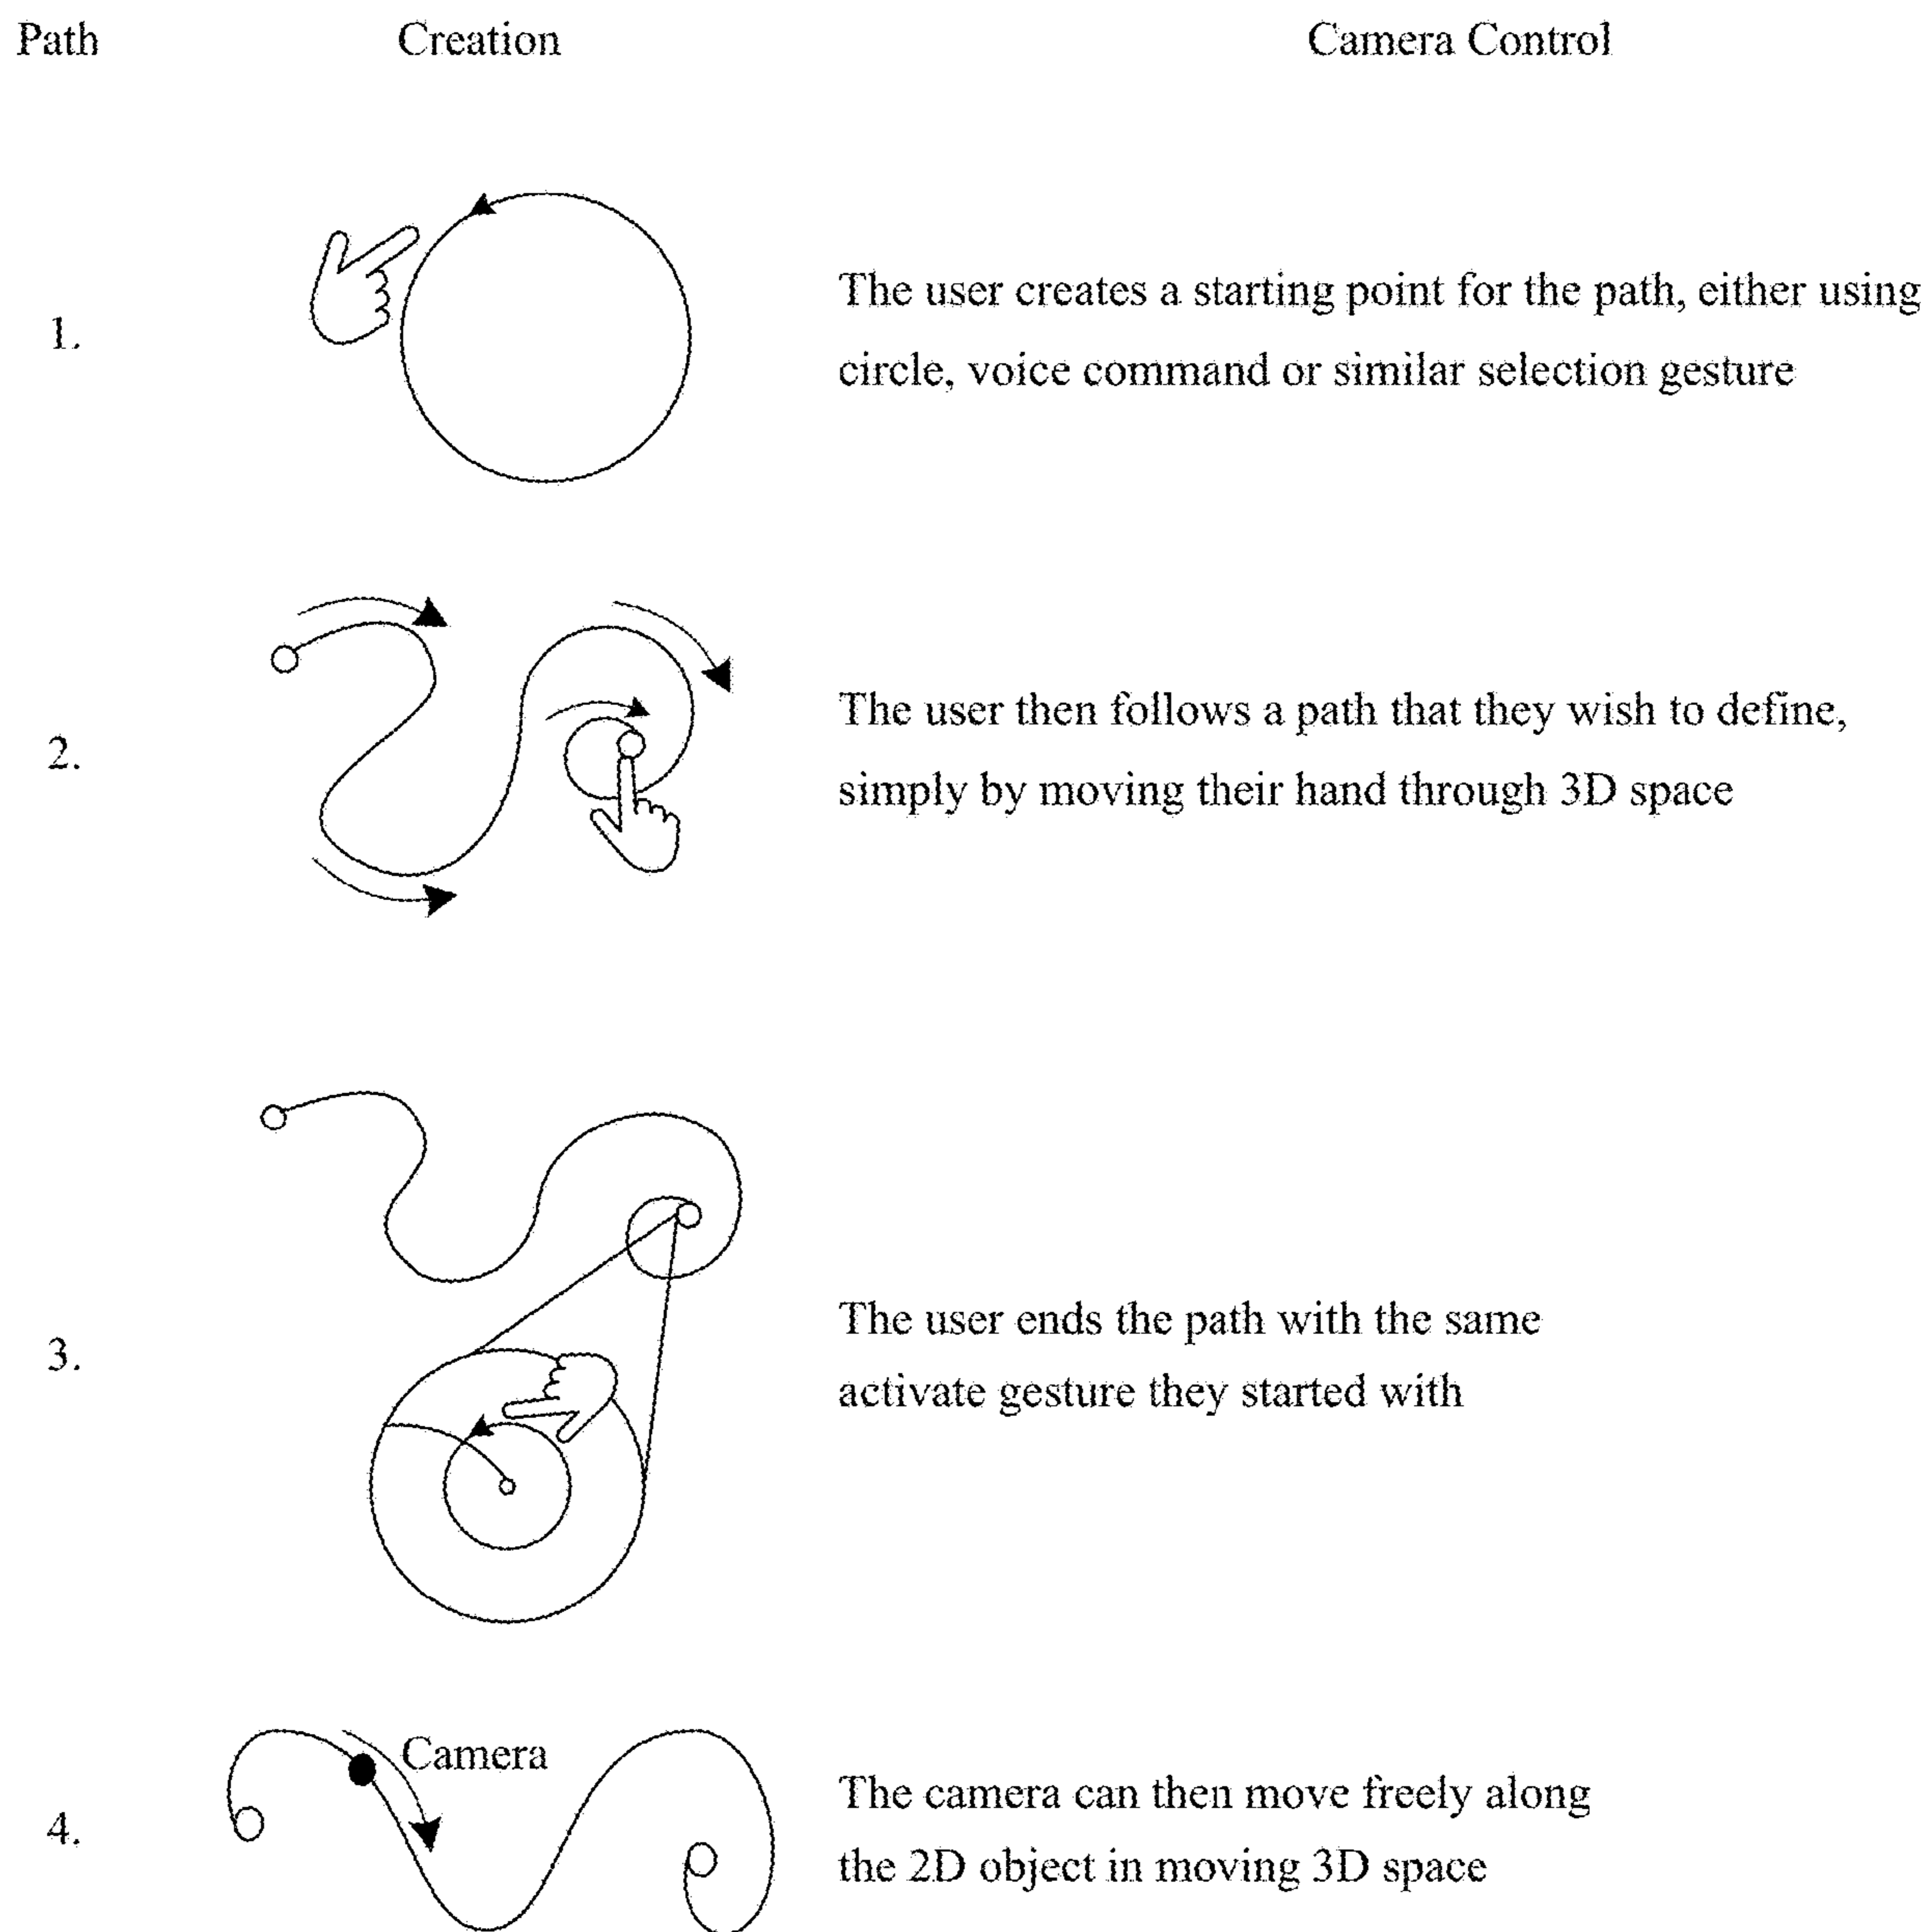 Path Creation Camera Control
1.
The user creates a starting point for the path, either using
circle, voice command or similar selection gesture
2.
The user then follows a path that they wish to define,
simply by moving their hand through 3D space
3.
The user ends the path with the same
activate gesture they started with
4.
Camera
The camera can then move freely along
the 2D object in moving 3D space